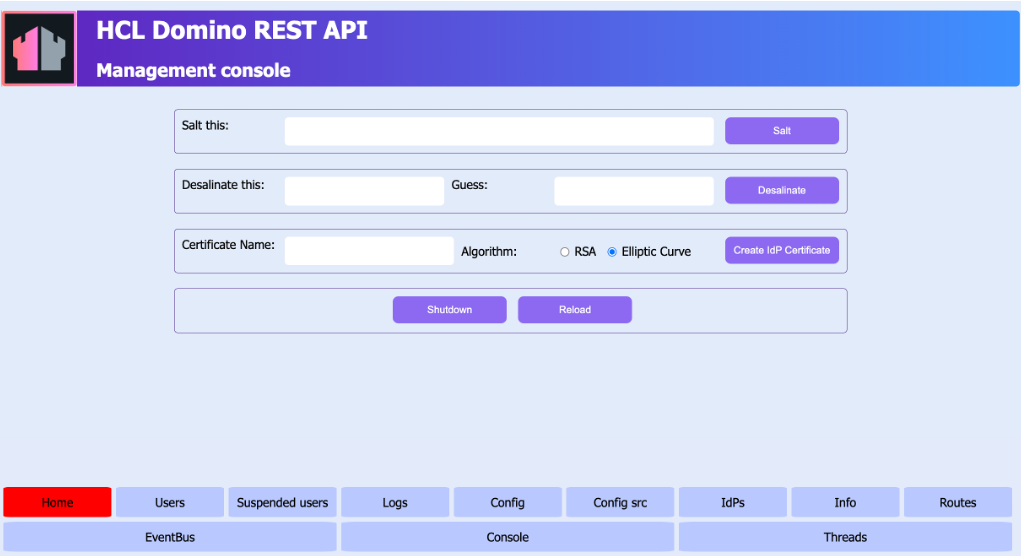 HCL Domino REST API
Management console
Salt this: Salt
Desalinate this: Guess: Desalinate
Certificate Name: Algorithm: RSA Elliptic Curve Create IdP Certificate
Shutdown Reload
Home Users Suspended users Logs Config Config src IdPs Info Routes
EventBus Console Threads